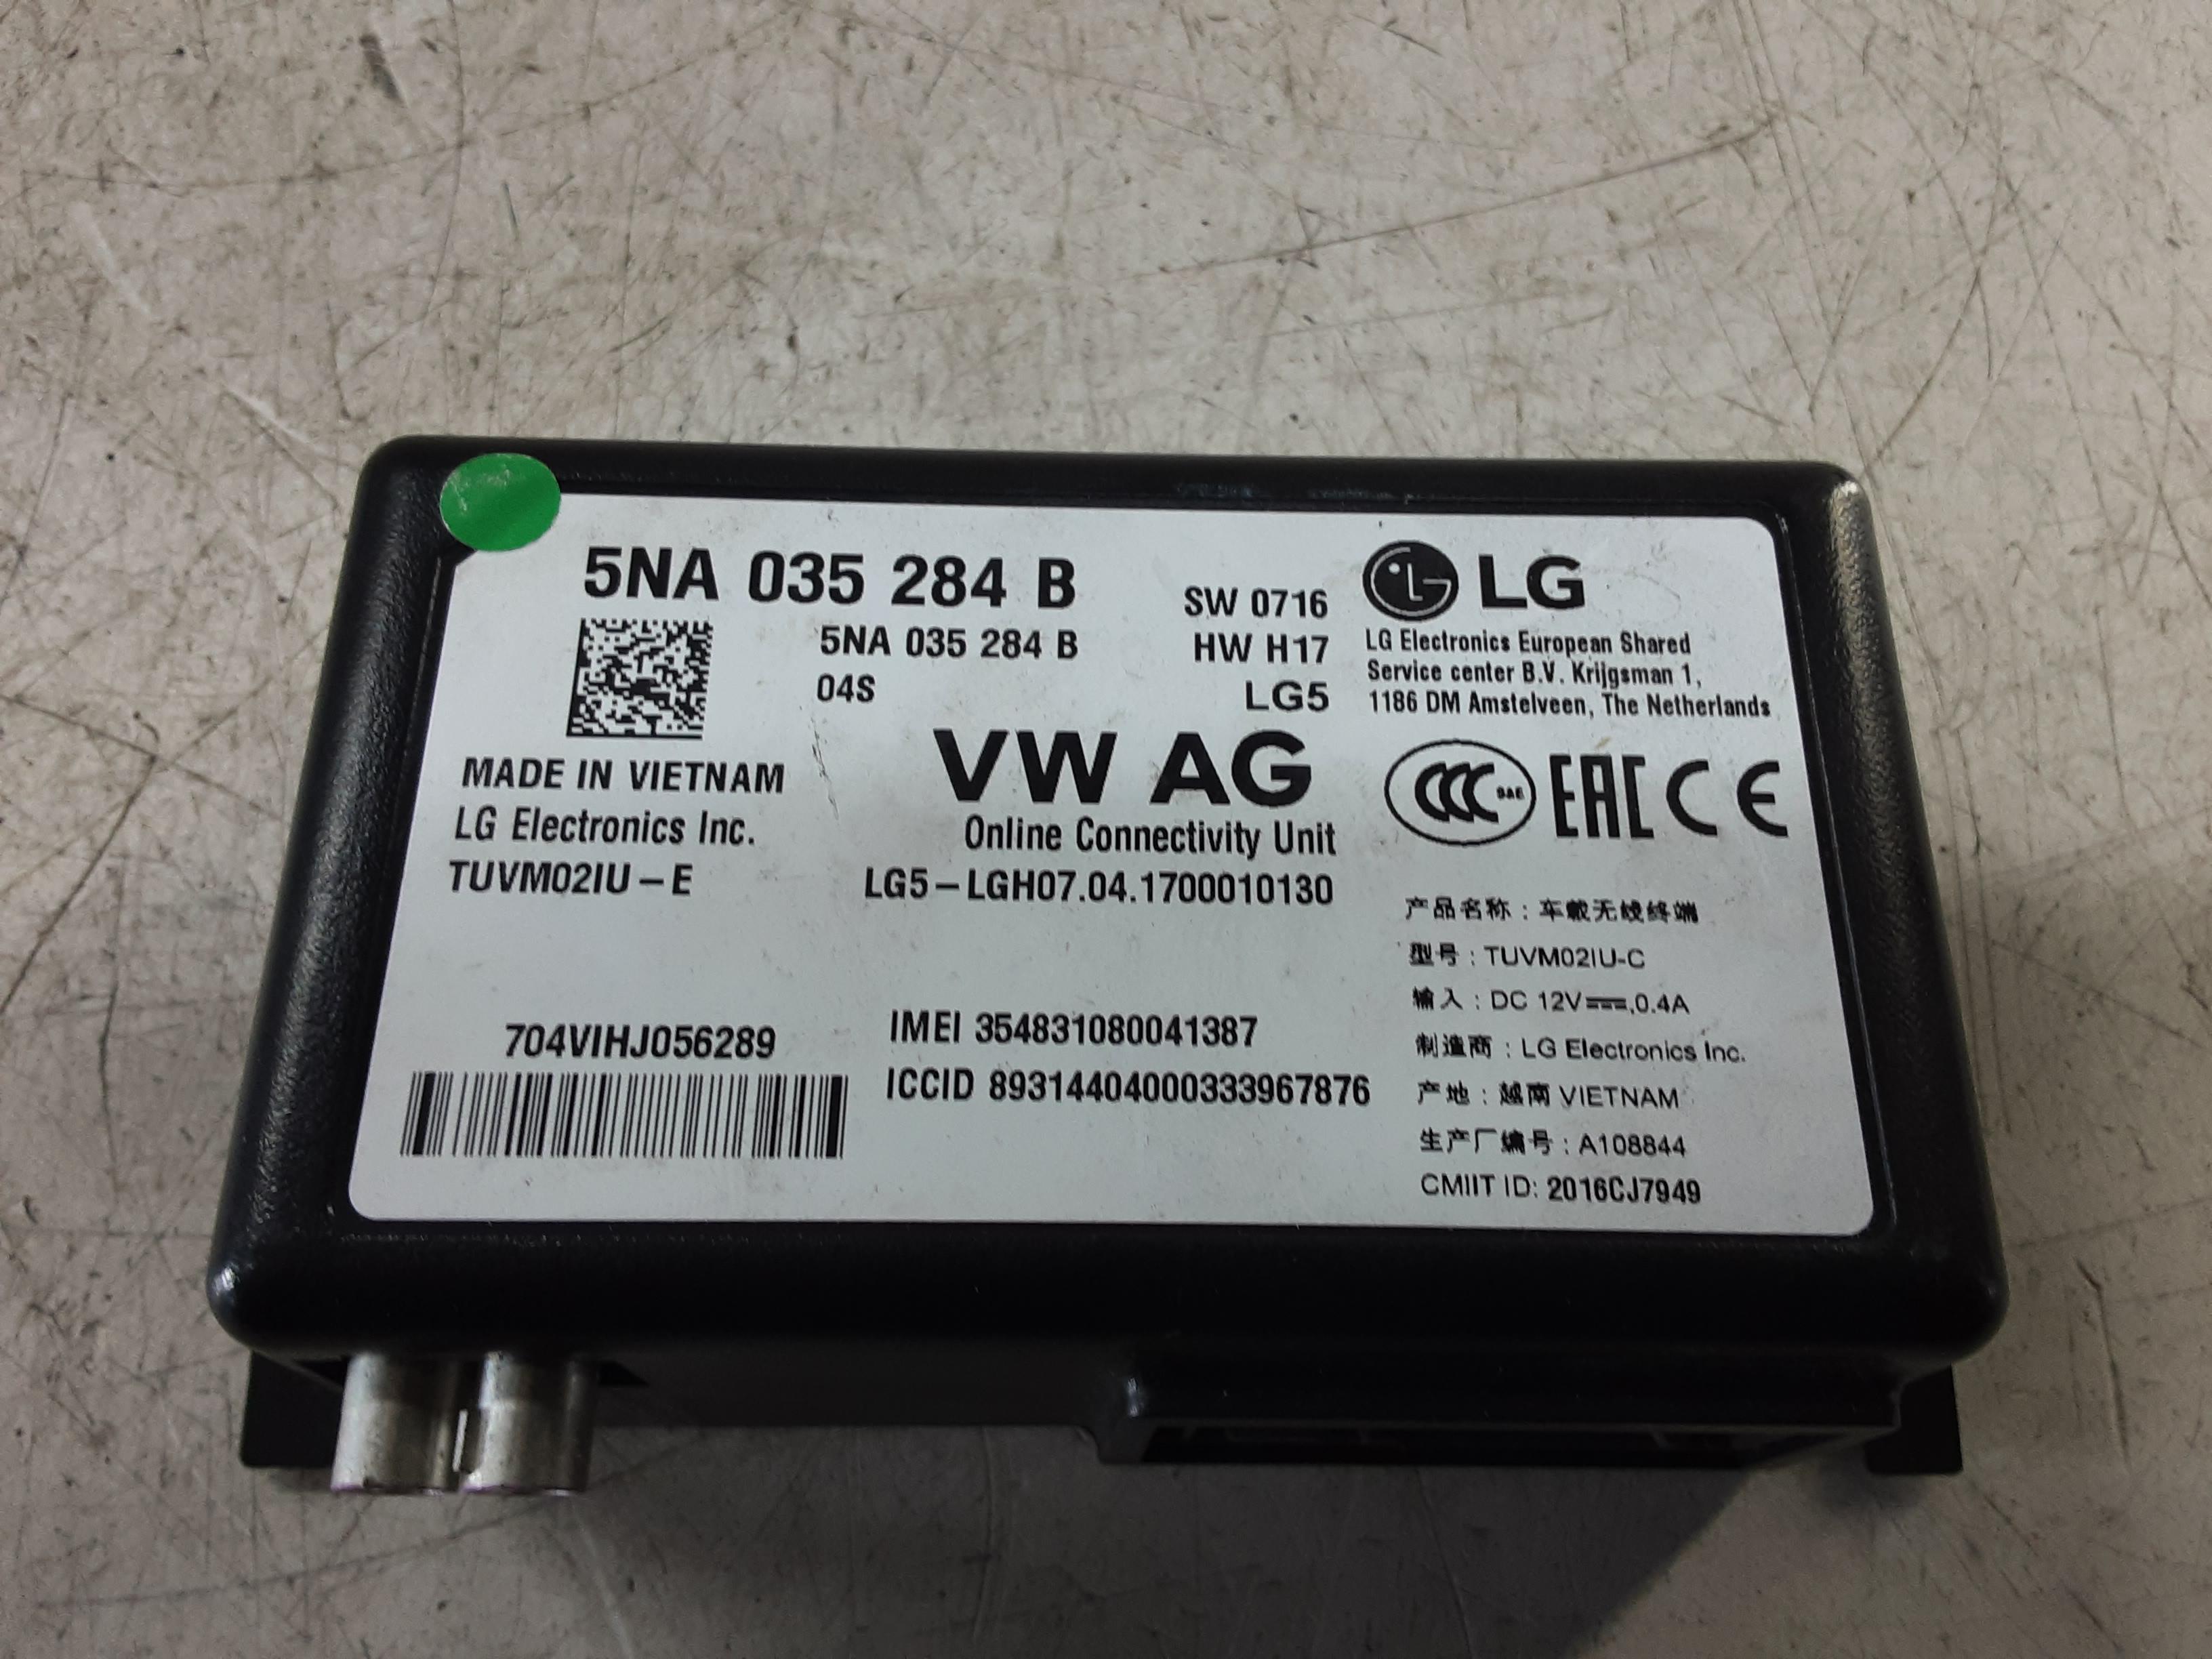 5NA 035 284 B
5NA 035 284 B
04S
SW 0716
HW H17
LG5
LG
LG Electronics European Shared
Service center B.V. Krijgsman 1,
1186 DM Amstelveen, The Netherlands
MADE IN VIETNAM
LG Electronics Inc.
TUVM02IU-E
VW AG
Online Connectivity Unit
LG5-LGH07.04.1700010130
CCC S&E EAC CE
704VIHJ056289
IMEI 354831080041387
ICCID 89314404000333967876
产品名称：车载无线终端
型号：TUVM02IU-C
输入：DC 12V⎓,0.4A
制造商：LG Electronics Inc.
产地：越南 VIETNAM
生产厂编号：A108844
CMIIT ID: 2016CJ7949